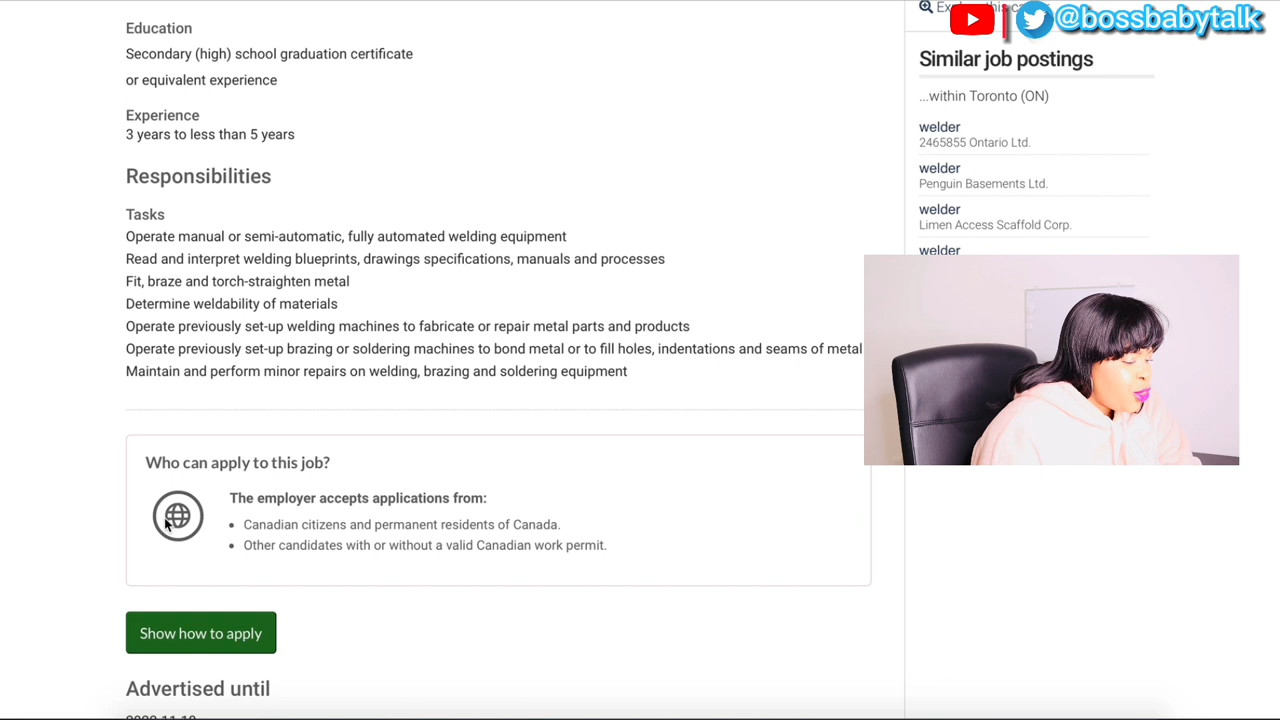 Education
Secondary (high) school graduation certificate
or equivalent experience
Experience
3 years to less than 5 years
Responsibilities
Tasks
Operate manual or semi-automatic, fully automated welding equipment
Read and interpret welding blueprints, drawings specifications, manuals and processes
Fit, braze and torch-straighten metal
Determine weldability of materials
Operate previously set-up welding machines to fabricate or repair metal parts and products
Operate previously set-up brazing or soldering machines to bond metal or to fill holes, indentations and seams of metal
Maintain and perform minor repairs on welding, brazing and soldering equipment
Who can apply to this job?
The employer accepts applications from:
Canadian citizens and permanent residents of Canada.
Other candidates with or without a valid Canadian work permit.
Show how to apply
Advertised until
@bossbabytalk
Similar job postings
...within Toronto (ON)
welder
2465855 Ontario Ltd.
welder
Penguin Basements Ltd.
welder
Limen Access Scaffold Corp.
welder